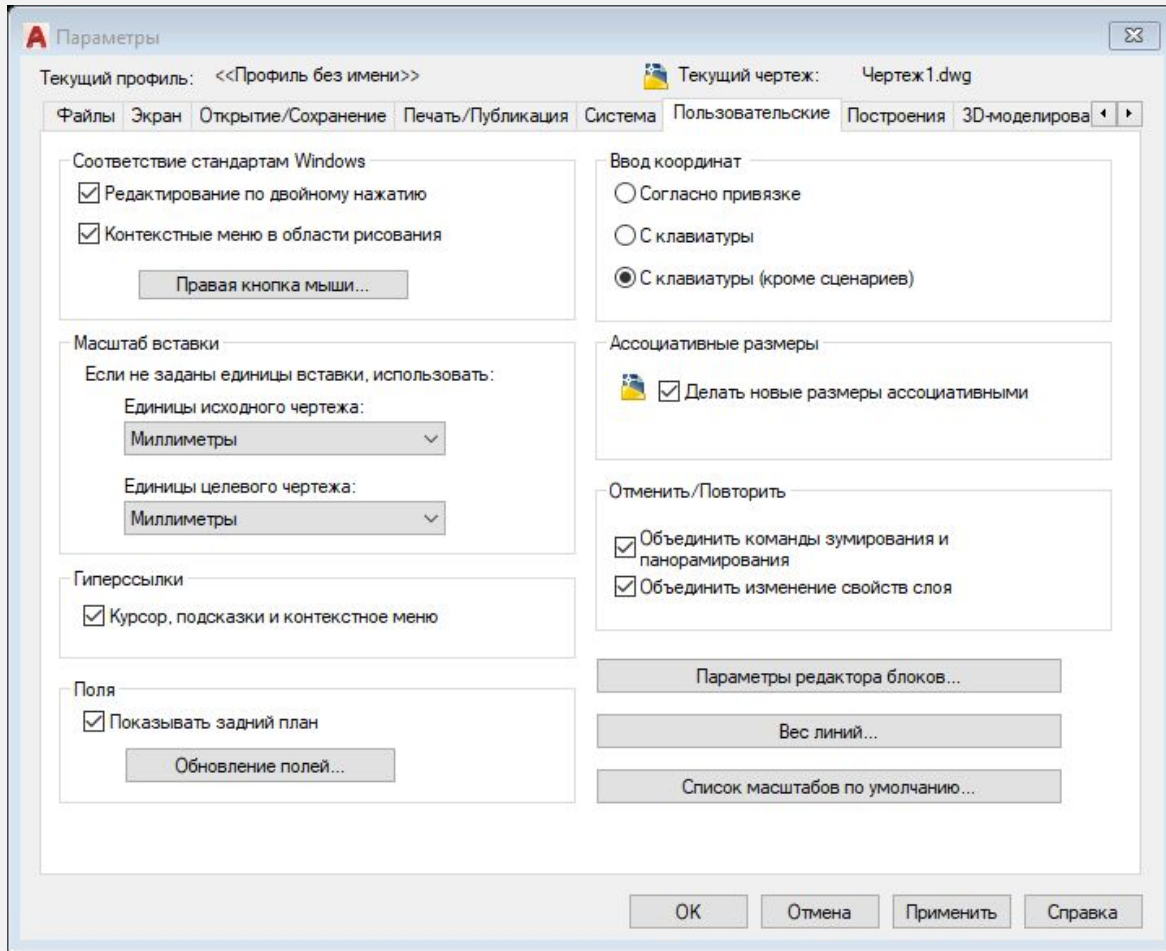 Параметры
Текущий профиль: <<Профиль без имени>> Текущий чертеж: Чертеж1.dwg
Файлы Экран Открытие/Сохранение Печать/Публикация Система Пользовательские Построения 3D-моделирова
Соответствие стандартам Windows
Редактирование по двойному нажатию
Контекстные меню в области рисования
Правая кнопка мыши...
Масштаб вставки
Если не заданы единицы вставки, использовать:
Единицы исходного чертежа:
Миллиметры
Единицы целевого чертежа:
Миллиметры
Гиперссылки
Курсор, подсказки и контекстное меню
Поля
Показывать задний план
Обновление полей...
Ввод координат
Согласно привязке
С клавиатуры
С клавиатуры (кроме сценариев)
Ассоциативные размеры
Делать новые размеры ассоциативными
Отменить/Повторить
Объединить команды зумирования и
панорамирования
Объединить изменение свойств слоя
Параметры редактора блоков...
Вес линий...
Список масштабов по умолчанию...
OK Отмена Применить Справка